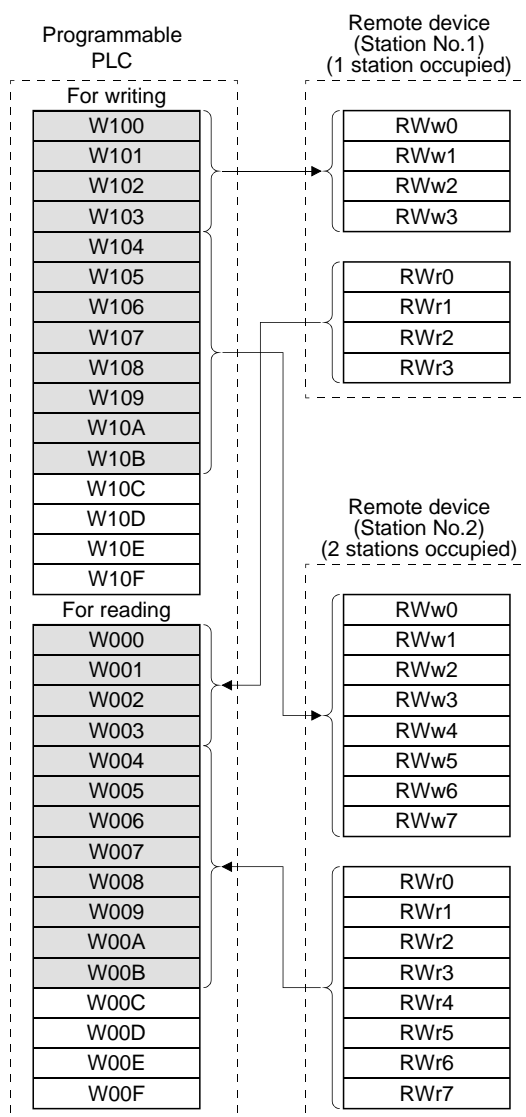 Programmable
PLC
For writing
W100
W101
W102
W103
W104
W105
W106
W107
W108
W109
W10A
W10B
W10C
W10D
W10E
W10F
For reading
W000
W001
W002
W003
W004
W005
W006
W007
W008
W009
W00A
W00B
W00C
W00D
W00E
W00F
Remote device
(Station No.1)
(1 station occupied)
RWw0
RWw1
RWw2
RWw3
RWr0
RWr1
RWr2
RWr3
Remote device
(Station No.2)
(2 stations occupied)
RWw0
RWw1
RWw2
RWw3
RWw4
RWw5
RWw6
RWw7
RWr0
RWr1
RWr2
RWr3
RWr4
RWr5
RWr6
RWr7